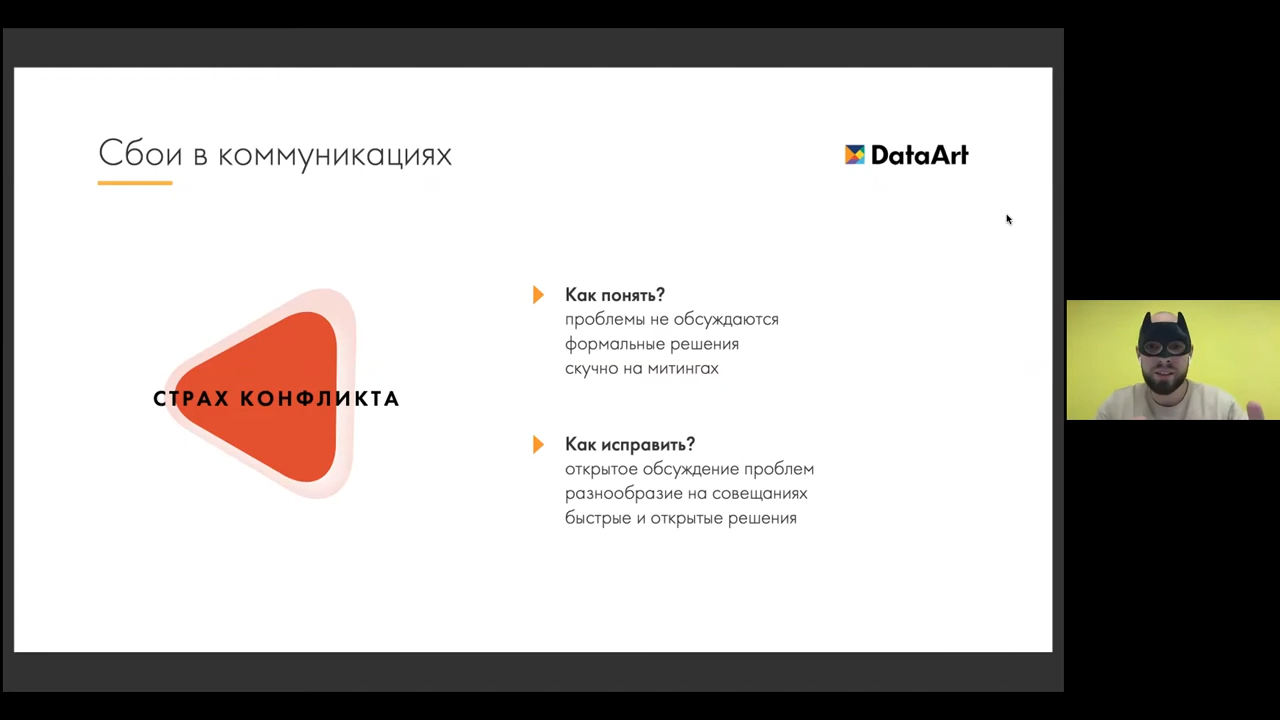 Сбои в коммуникациях
DataArt
СТРАХ КОНФЛИКТА
Как понять?
проблемы не обсуждаются
формальные решения
скучно на митингах
Как исправить?
открытое обсуждение проблем
разнообразие на совещаниях
быстрые и открытые решения